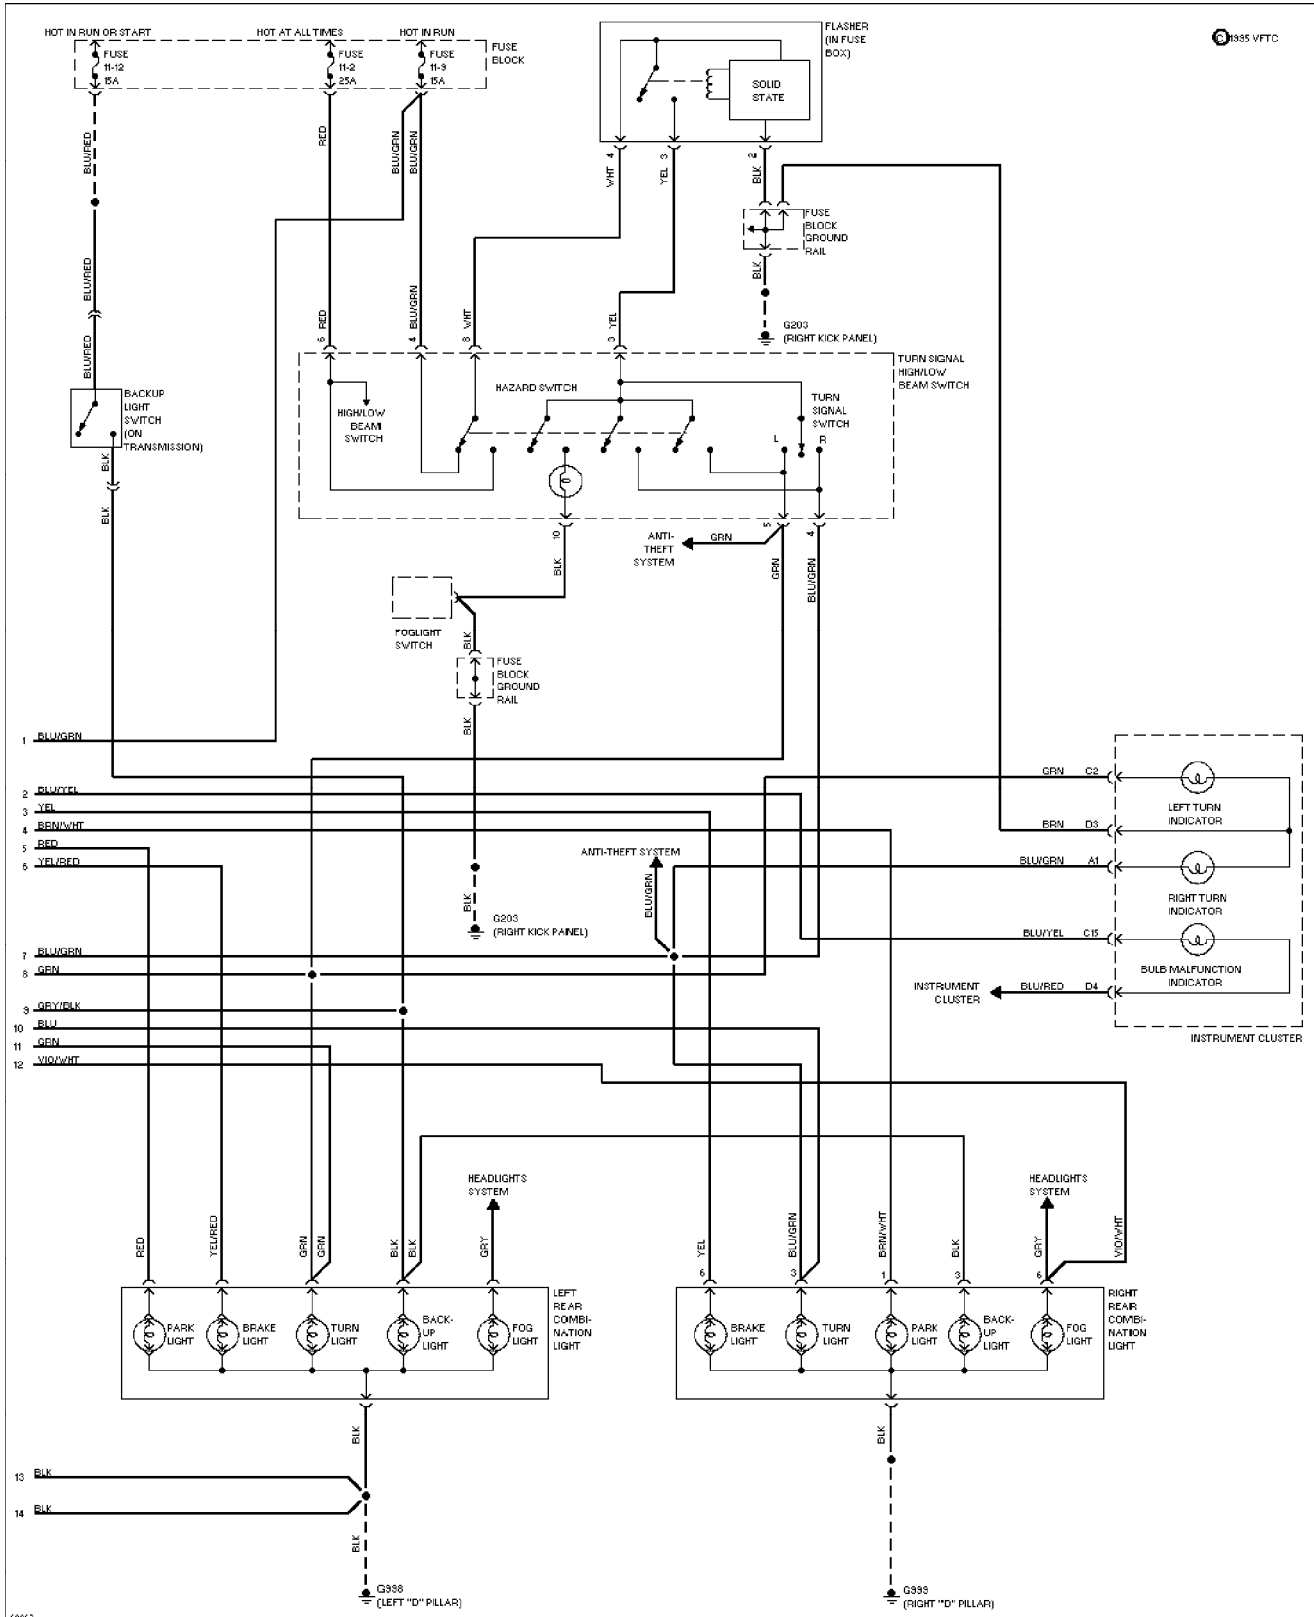 HOT IN RUN OR START
HOT AT ALL TIMES
HOT IN RUN
FUSE
11-12
15A
FUSE
11-2
25A
FUSE
11-9
15A
FUSE
BLOCK
FLASHER
(IN FUSE
BOX)
SOLID
STATE
© 1995 VFTC
BLU/RED
RED
BLU/GRN
BLU/GRN
WHT 4
YEL 3
BLK 2
FUSE
BLOCK
GROUND
RAIL
BLK
G203
(RIGHT KICK PANEL)
BLU/RED
BLU/RED
6 RED
4 BLU/GRN
8 WHT
3 YEL
TURN SIGNAL
HIGH/LOW
BEAM SWITCH
HAZARD SWITCH
HIGH/LOW
BEAM
SWITCH
TURN
SIGNAL
SWITCH
L
R
BACKUP
LIGHT
SWITCH
(ON
TRANSMISSION)
BLK
BLK
BLK 10
ANTI-
THEFT
SYSTEM
GRN
5
4
GRN
BLU/GRN
FOGLIGHT
SWITCH
BLK
FUSE
BLOCK
GROUND
RAIL
BLK
1 BLU/GRN
2 BLU/YEL
3 YEL
4 BRN/WHT
5 RED
6 YEL/RED
7 BLU/GRN
8 GRN
9 GRY/BLK
10 BLU
11 GRN
12 VIO/WHT
BLK
G203
(RIGHT KICK PANEL)
ANTI-THEFT SYSTEM
BLU/GRN
GRN C2
LEFT TURN
INDICATOR
BRN D3
BLU/GRN A1
RIGHT TURN
INDICATOR
BLU/YEL C15
BULB MALFUNCTION
INDICATOR
INSTRUMENT
CLUSTER
BLU/RED D4
INSTRUMENT CLUSTER
HEADLIGHTS
SYSTEM
HEADLIGHTS
SYSTEM
RED
YEL/RED
GRN
GRN
BLK
BLK
GRY
YEL
6
BLU/GRN
3
BRN/WHT
1
BLK
3
GRY
6
VIO/WHT
PARK
LIGHT
BRAKE
LIGHT
TURN
LIGHT
BACK-
UP
LIGHT
FOG
LIGHT
LEFT
REAR
COMBI-
NATION
LIGHT
BRAKE
LIGHT
TURN
LIGHT
PARK
LIGHT
BACK-
UP
LIGHT
FOG
LIGHT
RIGHT
REAR
COMBI-
NATION
LIGHT
BLK
BLK
13 BLK
14 BLK
BLK
G998
(LEFT "D" PILLAR)
G999
(RIGHT "D" PILLAR)